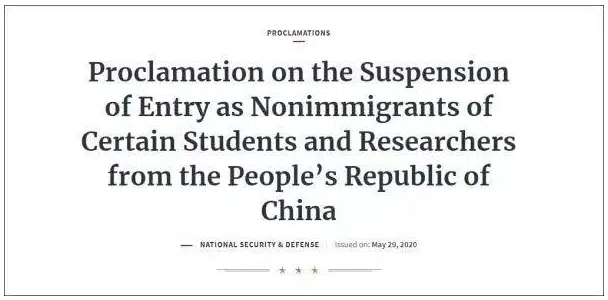 PROCLAMATIONS
Proclamation on the Suspension
of Entry as Nonimmigrants of
Certain Students and Researchers
from the People’s Republic of
China
NATIONAL SECURITY & DEFENSE Issued on: May 29, 2020